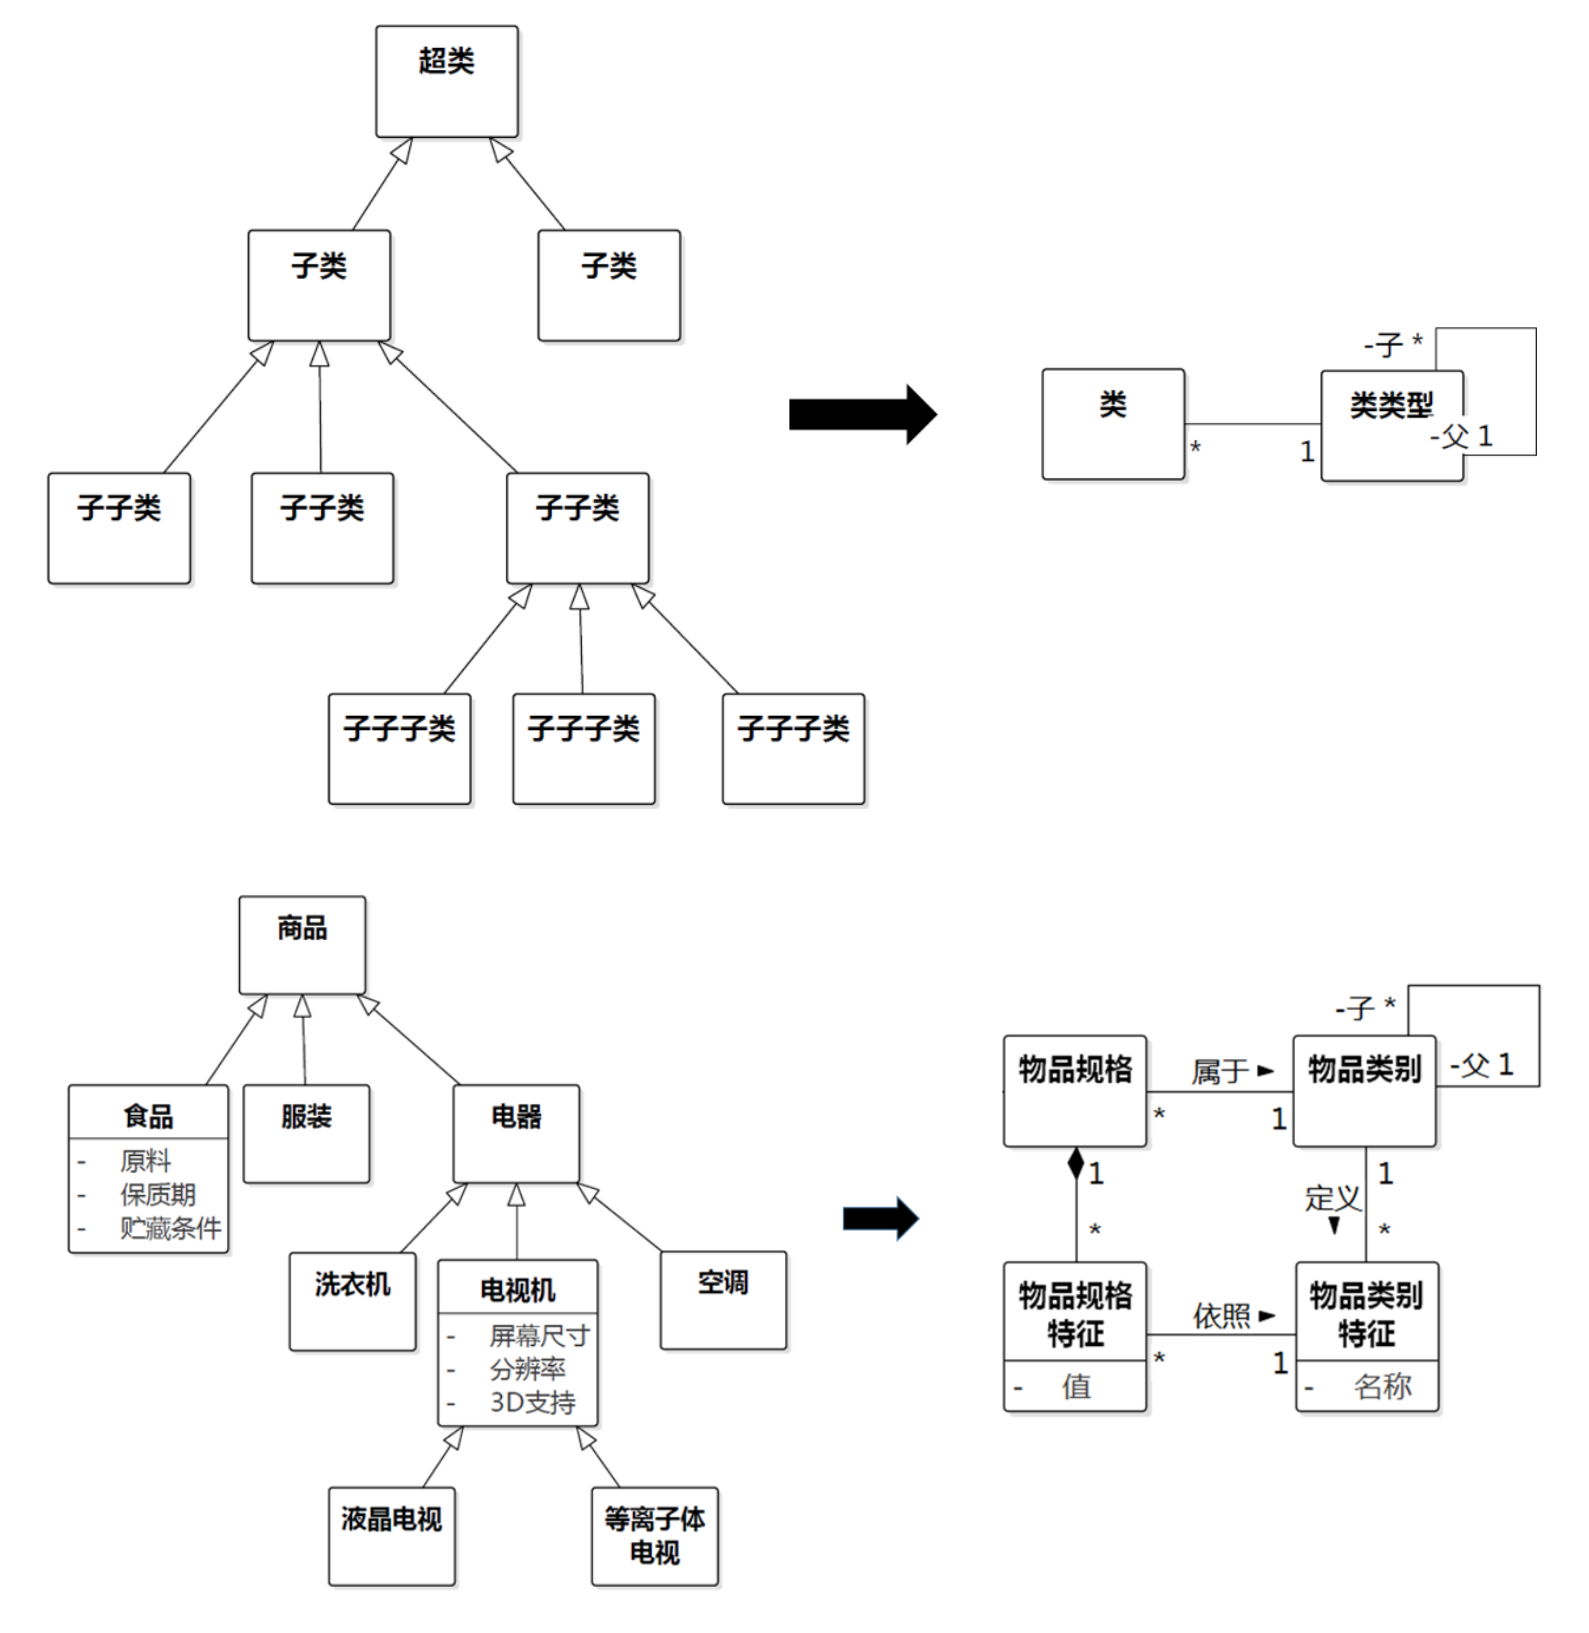 超类
子类
子类
子子类
子子类
子子类
子子子类
子子子类
子子子类
-子 *
类
类类型
-父 1
*
1
商品
食品
- 原料
- 保质期
- 贮藏条件
服装
电器
洗衣机
电视机
- 屏幕尺寸
- 分辨率
- 3D支持
空调
液晶电视
等离子体
电视
-子 *
物品规格
属于 ►
物品类别
-父 1
*
1
1
*
定义
▼
1
*
物品规格
特征
- 值
依照 ►
*
1
物品类别
特征
- 名称